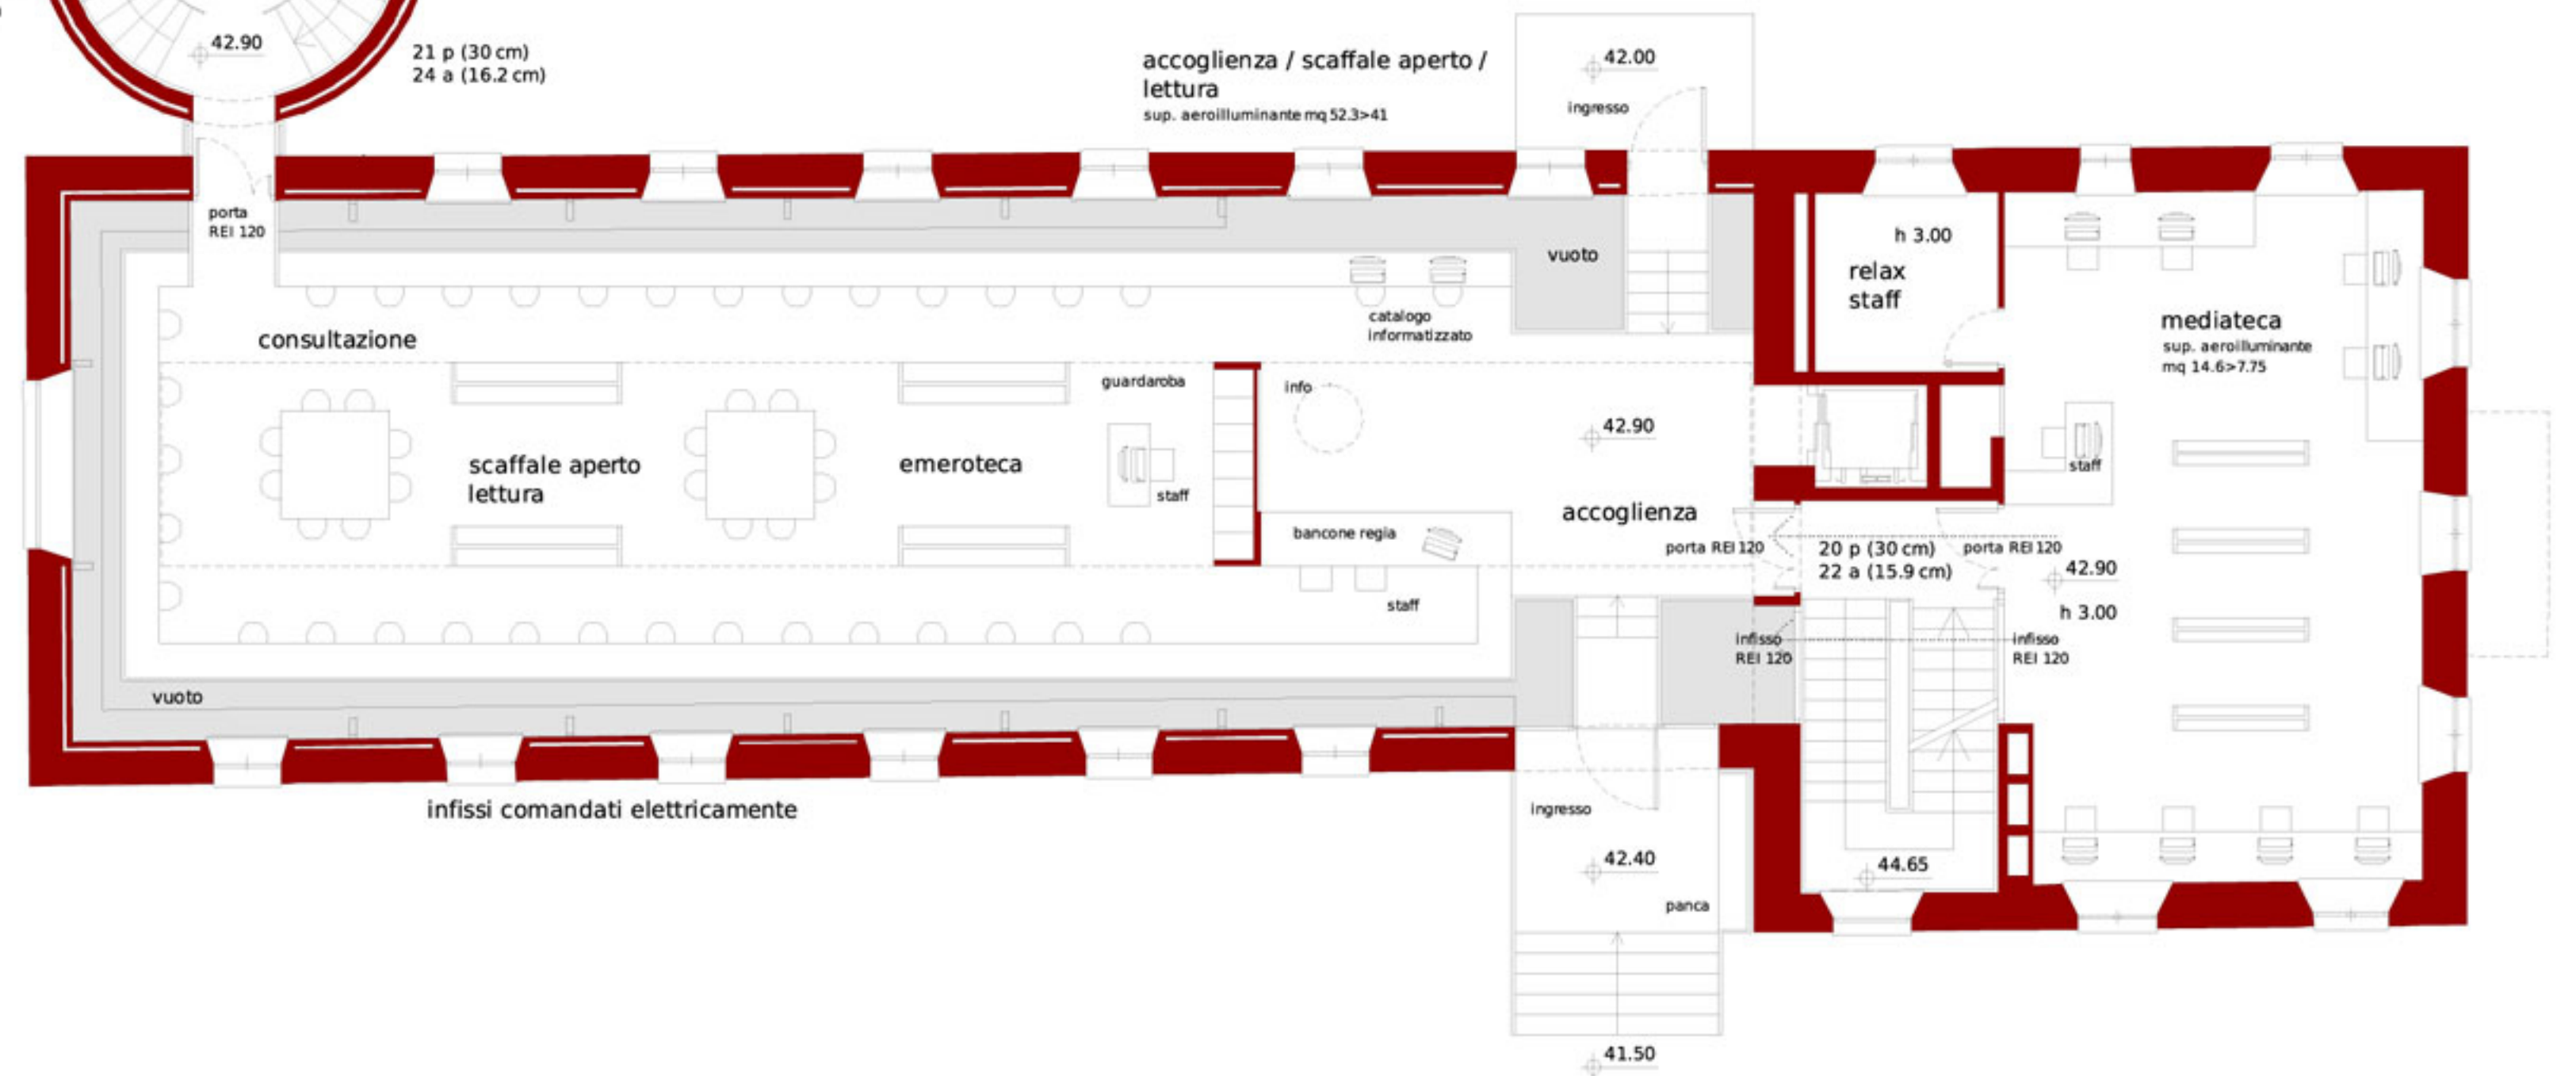 42.90
21 p (30 cm)
24 a (16.2 cm)
accoglienza / scaffale aperto /
lettura
sup. aeroilluminante mq 52.3>41
42.00
ingresso
porta
REI 120
vuoto
h 3.00
relax
staff
consultazione
catalogo
informatizzato
mediateca
sup. aeroilluminante
mq 14.6>7.75
guardaroba
info
42.90
scaffale aperto
lettura
emeroteca
staff
staff
accoglienza
bancone regia
porta REI 120
20 p (30 cm)
22 a (15.9 cm)
porta REI 120
42.90
h 3.00
staff
infisso
REI 120
infisso
REI 120
vuoto
infissi comandati elettricamente
ingresso
42.40
44.65
panca
41.50